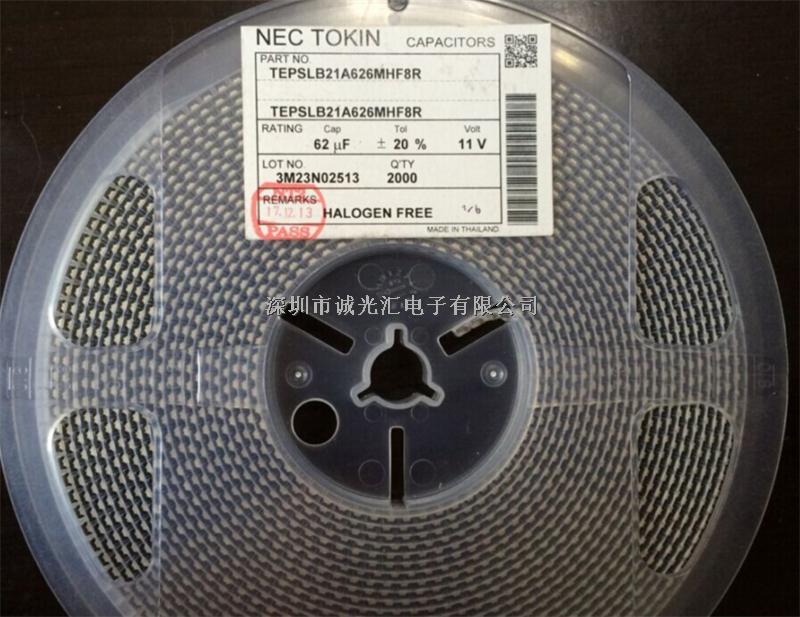 NEC TOKIN CAPACITORS
PART NO.
TEPSLB21A626MHF8R
TEPSLB21A626MHF8R
RATING Cap Tol Volt
62 μF ± 20 % 11 V
LOT NO. Q'TY
3M23N02513 2000
REMARKS
17.12.13 HALOGEN FREE
PASS
MADE IN THAILAND
深圳市诚光汇电子有限公司